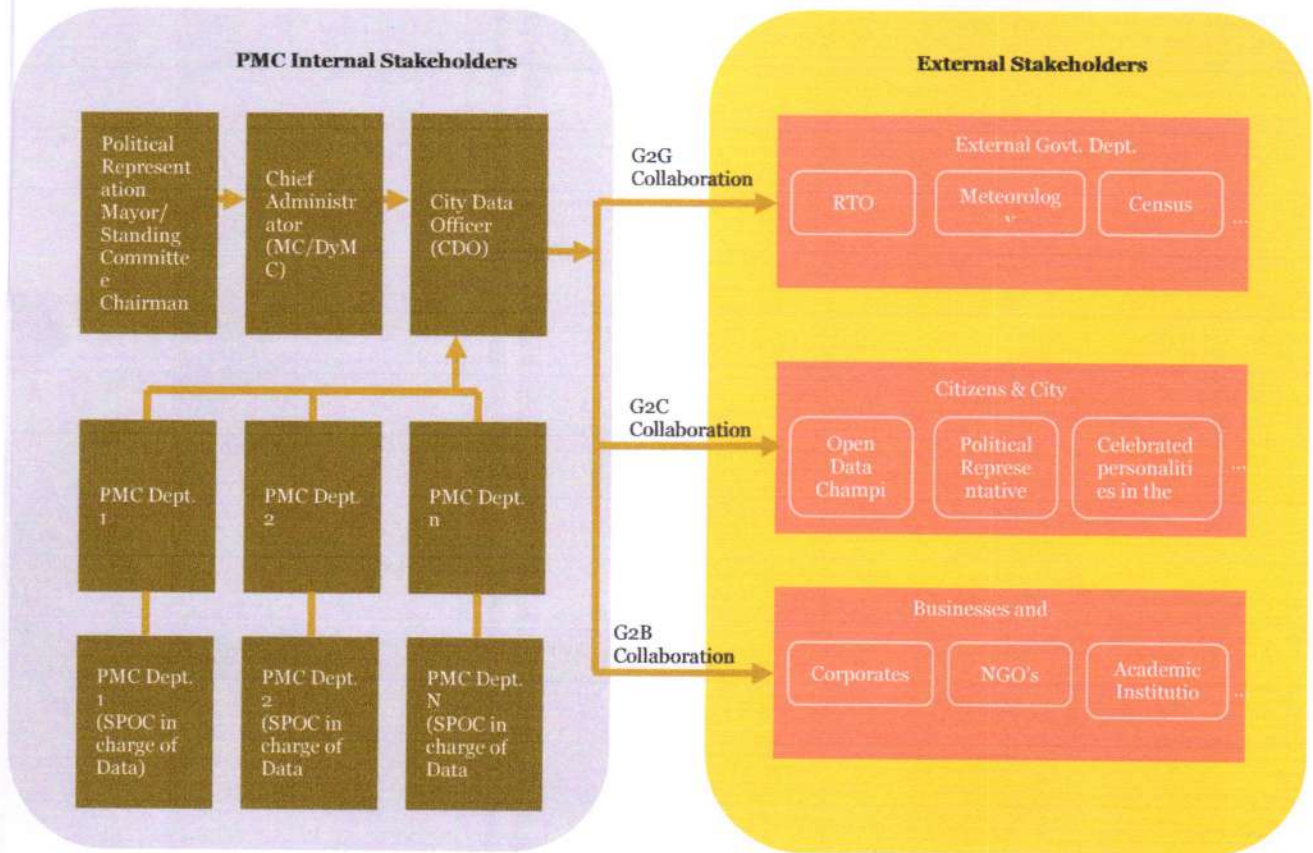 PMC Internal Stakeholders
Political
Represent
ation
Mayor/
Standing
Committe
e
Chairman
Chief
Administr
ator
(MC/DyM
C)
City Data
Officer
(CDO)
PMC Dept.
1
PMC Dept.
2
PMC Dept.
n
PMC Dept.
1
(SPOC in
charge of
Data)
PMC Dept.
2
(SPOC in
charge of
Data
PMC Dept.
N
(SPOC in
charge of
Data
G2G
Collaboration
G2C
Collaboration
G2B
Collaboration
External Stakeholders
External Govt. Dept.
RTO
Meteorolog
Census
...
Citizens & City
Open
Data
Champi
Political
Represe
ntative
Celebrated
personaliti
es in the
...
Businesses and
Corporates
NGO's
Academic
Institutio
...